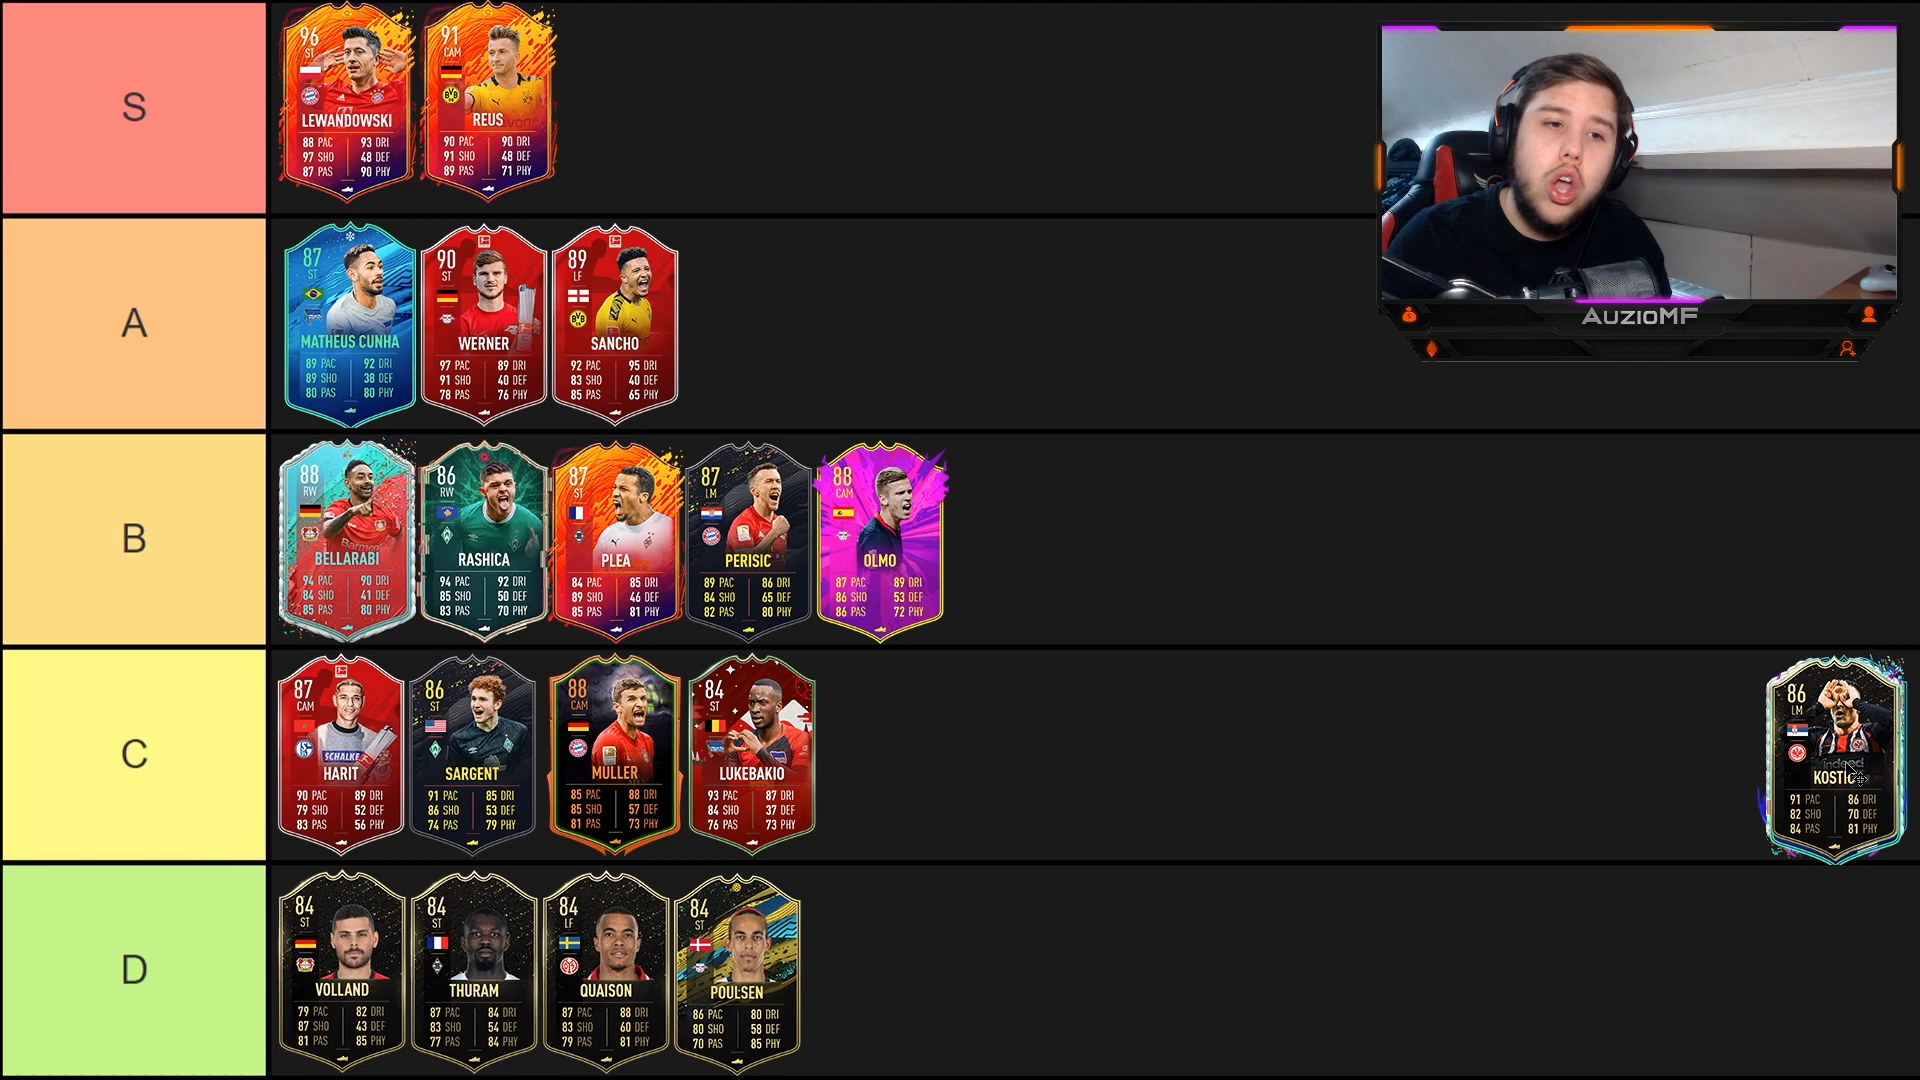 S
96
ST
LEWANDOWSKI
88 PAC 93 DRI
97 SHO 48 DEF
87 PAS 90 PHY
91
CAM
REUS
90 PAC 90 DRI
91 SHO 48 DEF
89 PAS 71 PHY
AUZIOMF
A
87
ST
MATHEUS CUNHA
89 PAC 92 DRI
89 SHO 38 DEF
80 PAS 80 PHY
90
ST
WERNER
97 PAC 89 DRI
91 SHO 40 DEF
78 PAS 76 PHY
89
LF
SANCHO
92 PAC 95 DRI
83 SHO 40 DEF
85 PAS 65 PHY
B
88
RW
BELLARABI
94 PAC 90 DRI
84 SHO 41 DEF
85 PAS 80 PHY
86
RW
RASHICA
94 PAC 92 DRI
85 SHO 50 DEF
83 PAS 70 PHY
87
ST
PLEA
84 PAC 85 DRI
89 SHO 46 DEF
85 PAS 81 PHY
87
LM
PERISIC
89 PAC 86 DRI
84 SHO 65 DEF
82 PAS 80 PHY
88
CAM
OLMO
87 PAC 89 DRI
86 SHO 53 DEF
86 PAS 72 PHY
C
87
CAM
SCHALKE
HARIT
90 PAC 89 DRI
79 SHO 52 DEF
83 PAS 56 PHY
86
ST
SARGENT
91 PAC 85 DRI
86 SHO 53 DEF
74 PAS 79 PHY
88
CAM
MULLER
85 PAC 88 DRI
85 SHO 57 DEF
81 PAS 73 PHY
84
ST
LUKEBAKIO
93 PAC 87 DRI
84 SHO 37 DEF
76 PAS 73 PHY
86
LM
indeed
KOSTIC
91 PAC 86 DRI
82 SHO 70 DEF
84 PAS 81 PHY
D
84
ST
VOLLAND
79 PAC 82 DRI
87 SHO 43 DEF
81 PAS 85 PHY
84
ST
THURAM
87 PAC 84 DRI
83 SHO 54 DEF
77 PAS 84 PHY
84
LF
QUAISON
87 PAC 88 DRI
83 SHO 60 DEF
79 PAS 81 PHY
84
ST
POULSEN
86 PAC 80 DRI
80 SHO 58 DEF
70 PAS 85 PHY